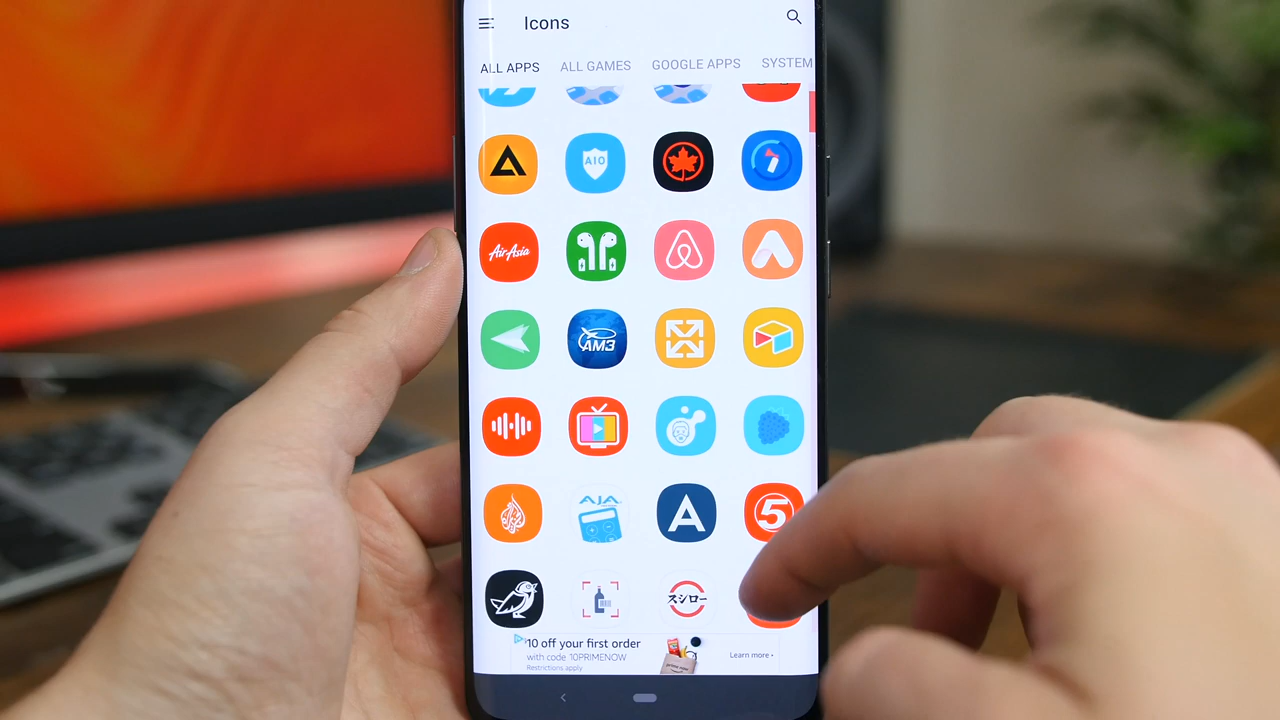 Icons
ALL APPS ALL GAMES GOOGLE APPS SYSTEM
AIO
AirAsia
AM3
AJA
A
5
スシロー
10 off your first order
with code 10PRIMENOW
Restrictions apply
Learn more